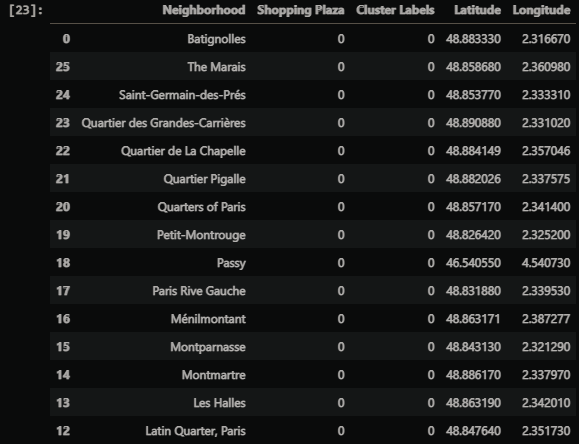 [23]: Neighborhood Shopping Plaza Cluster Labels Latitude Longitude
0 Batignolles 0 0 48.883330 2.316670
25 The Marais 0 0 48.858680 2.360980
24 Saint-Germain-des-Prés 0 0 48.853770 2.333310
23 Quartier des Grandes-Carrières 0 0 48.890880 2.331020
22 Quartier de La Chapelle 0 0 48.884149 2.357046
21 Quartier Pigalle 0 0 48.882026 2.337575
20 Quarters of Paris 0 0 48.857170 2.341400
19 Petit-Montrouge 0 0 48.826420 2.325200
18 Passy 0 0 46.540550 4.540730
17 Paris Rive Gauche 0 0 48.831880 2.339530
16 Ménilmontant 0 0 48.863171 2.387277
15 Montparnasse 0 0 48.843130 2.321290
14 Montmartre 0 0 48.886170 2.337970
13 Les Halles 0 0 48.863190 2.342010
12 Latin Quarter, Paris 0 0 48.847640 2.351730